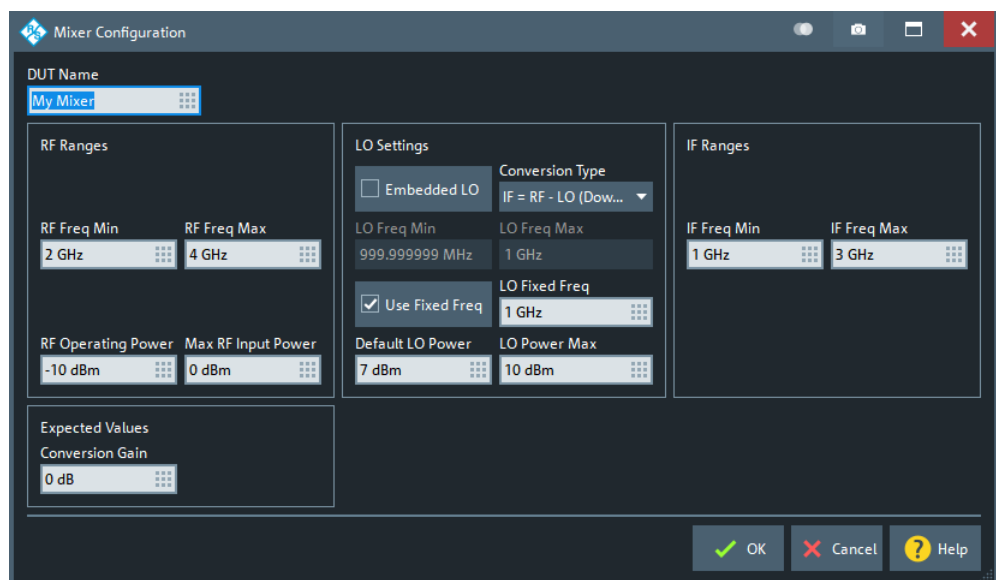 Mixer Configuration
DUT Name
My Mixer
RF Ranges
RF Freq Min RF Freq Max
2 GHz 4 GHz
RF Operating Power Max RF Input Power
-10 dBm 0 dBm
LO Settings
Embedded LO
Conversion Type
IF = RF - LO (Dow...
LO Freq Min LO Freq Max
999.999999 MHz 1 GHz
Use Fixed Freq
LO Fixed Freq
1 GHz
Default LO Power LO Power Max
7 dBm 10 dBm
IF Ranges
IF Freq Min IF Freq Max
1 GHz 3 GHz
Expected Values
Conversion Gain
0 dB
OK Cancel ? Help